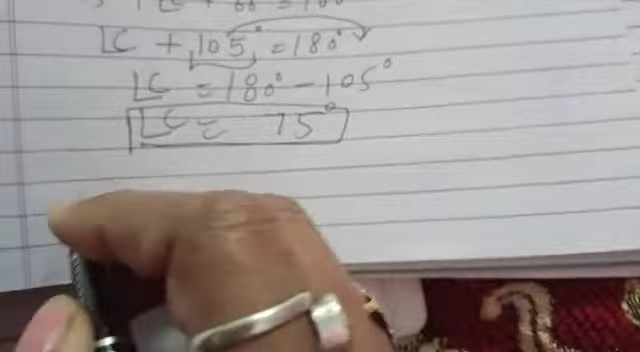 ∠C + 105° = 180°
∠C = 180° - 105°
∠C = 75°